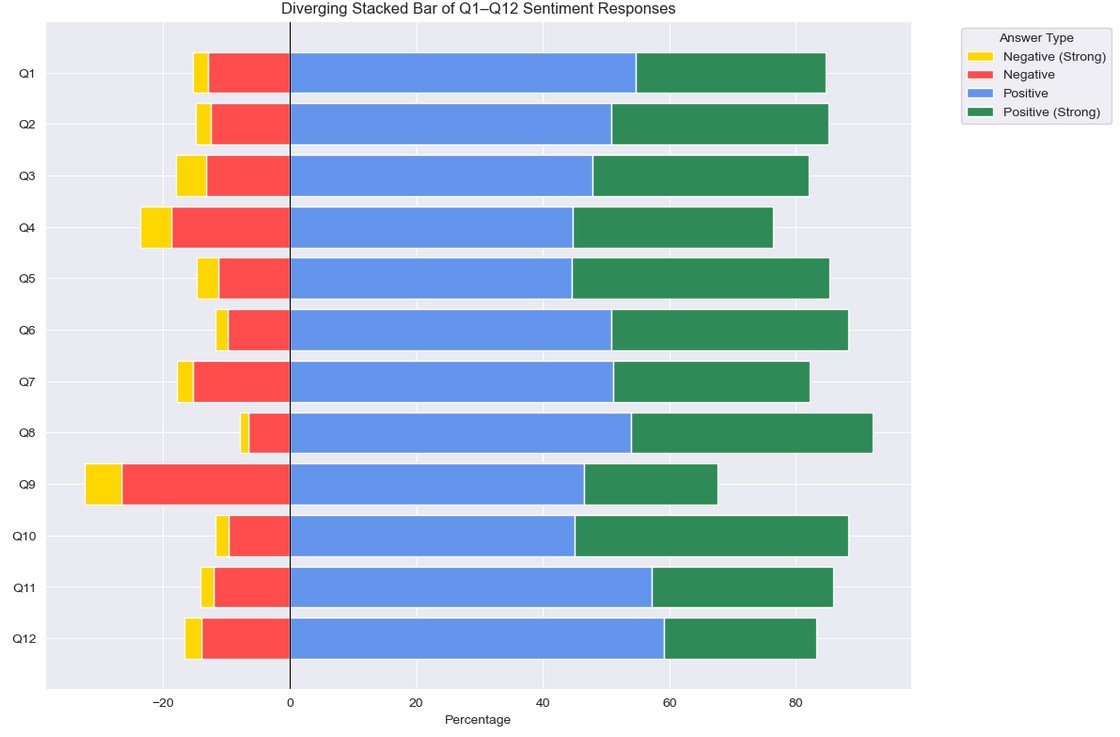 Diverging Stacked Bar of Q1–Q12 Sentiment Responses
Answer Type
Negative (Strong)
Negative
Positive
Positive (Strong)
Q1
Q2
Q3
Q4
Q5
Q6
Q7
Q8
Q9
Q10
Q11
Q12
−20 0 20 40 60 80
Percentage